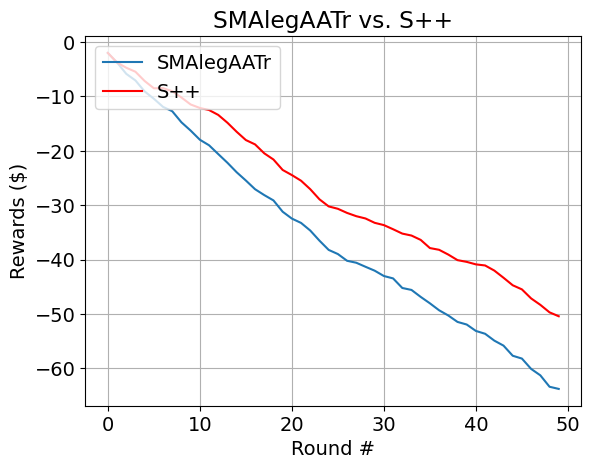 SMAlegAATr vs. S++
SMAlegAATr
S++
0
−10
−20
−30
−40
−50
−60
Rewards ($)
0 10 20 30 40 50
Round #